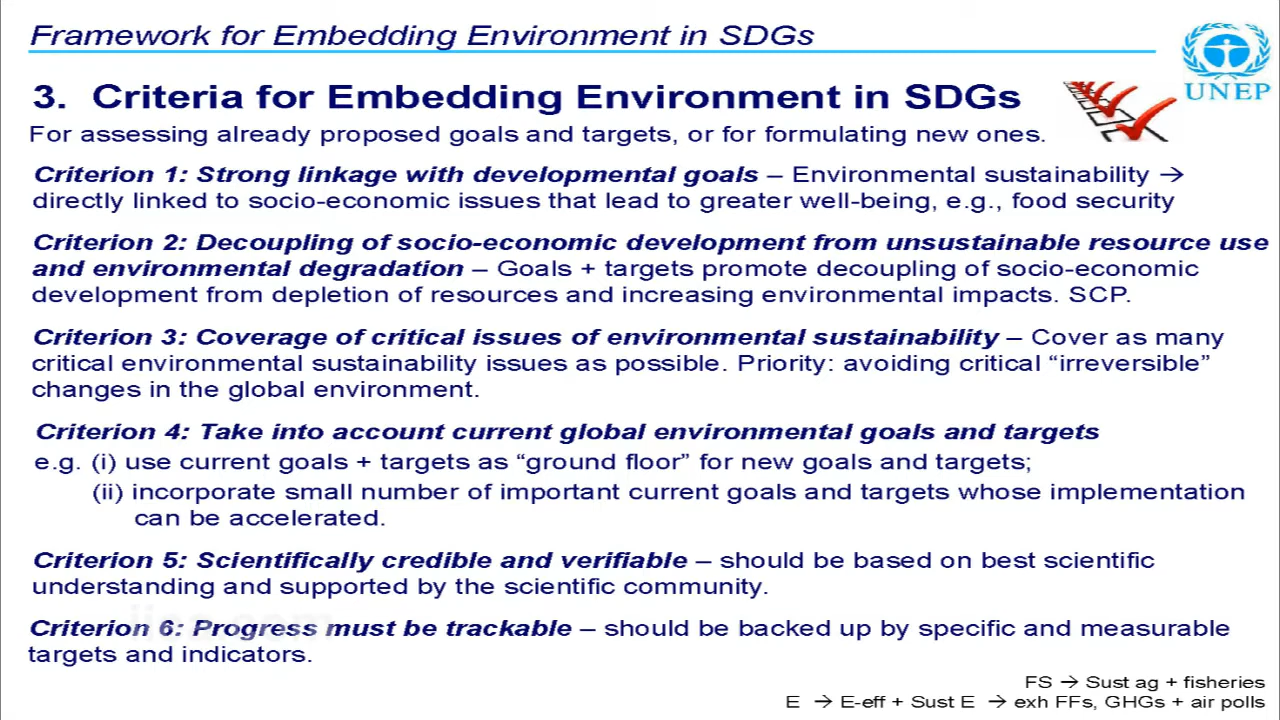 Framework for Embedding Environment in SDGs
UNEP
3. Criteria for Embedding Environment in SDGs
For assessing already proposed goals and targets, or for formulating new ones.
Criterion 1: Strong linkage with developmental goals – Environmental sustainability →
directly linked to socio-economic issues that lead to greater well-being, e.g., food security
Criterion 2: Decoupling of socio-economic development from unsustainable resource use
and environmental degradation – Goals + targets promote decoupling of socio-economic
development from depletion of resources and increasing environmental impacts. SCP.
Criterion 3: Coverage of critical issues of environmental sustainability – Cover as many
critical environmental sustainability issues as possible. Priority: avoiding critical “irreversible”
changes in the global environment.
Criterion 4: Take into account current global environmental goals and targets
e.g. (i) use current goals + targets as “ground floor” for new goals and targets;
(ii) incorporate small number of important current goals and targets whose implementation
can be accelerated.
Criterion 5: Scientifically credible and verifiable – should be based on best scientific
understanding and supported by the scientific community.
Criterion 6: Progress must be trackable – should be backed up by specific and measurable
targets and indicators.
FS → Sust ag + fisheries
E → E-eff + Sust E → exh FFs, GHGs + air polls